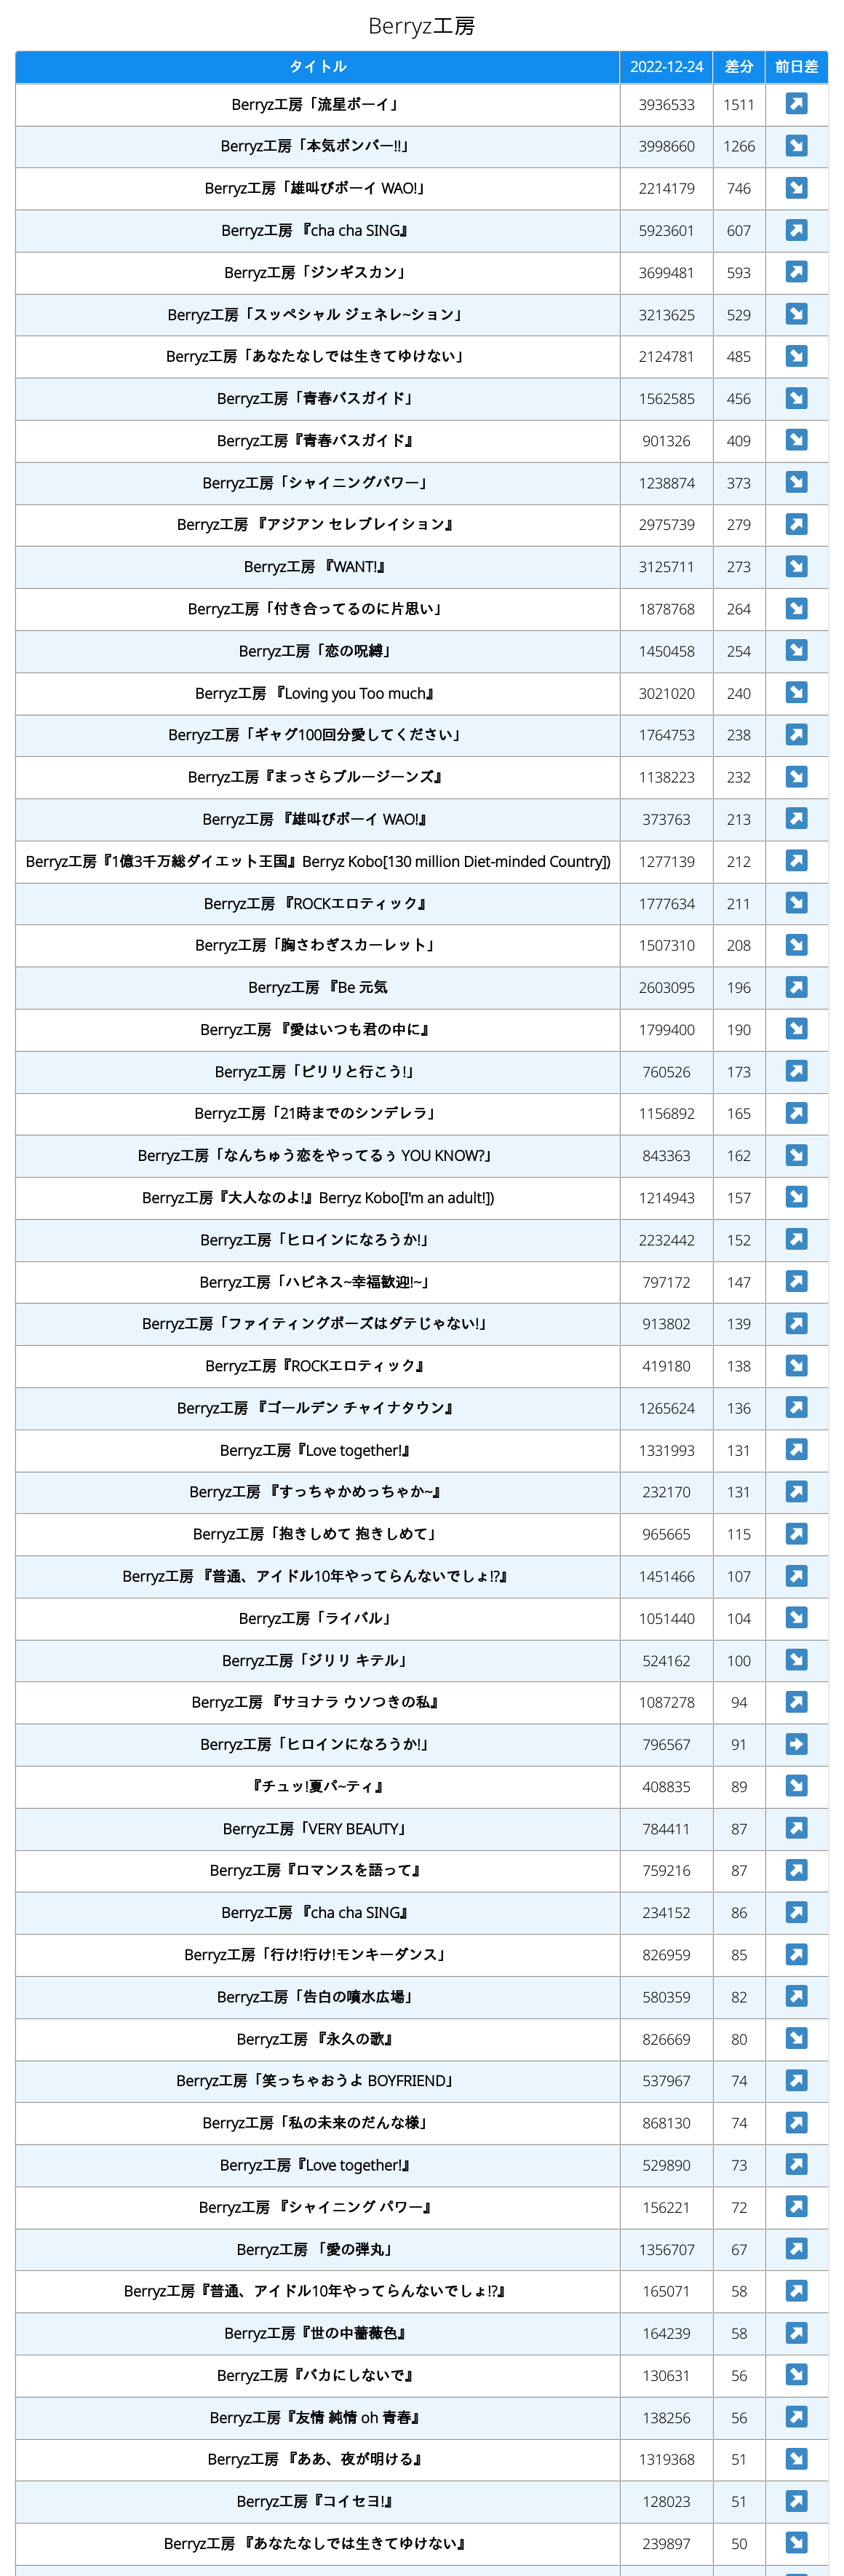 Berryz工房
タイトル 2022-12-24 差分 前日差
Berryz工房「流星ボーイ」 3936533 1511 ↗
Berryz工房「本気ボンバー!!」 3998660 1266 ↘
Berryz工房「雄叫びボーイ WAO!」 2214179 746 ↘
Berryz工房 『cha cha SING』 5923601 607 ↗
Berryz工房「ジンギスカン」 3699481 593 ↗
Berryz工房「スッペシャル ジェネレ~ション」 3213625 529 ↘
Berryz工房「あなたなしでは生きてゆけない」 2124781 485 ↘
Berryz工房「青春バスガイド」 1562585 456 ↘
Berryz工房『青春バスガイド』 901326 409 ↘
Berryz工房「シャイニングパワー」 1238874 373 ↘
Berryz工房 『アジアン セレブレイション』 2975739 279 ↗
Berryz工房 『WANT!』 3125711 273 ↘
Berryz工房「付き合ってるのに片思い」 1878768 264 ↘
Berryz工房「恋の呪縛」 1450458 254 ↘
Berryz工房 『Loving you Too much』 3021020 240 ↘
Berryz工房「ギャグ100回分愛してください」 1764753 238 ↗
Berryz工房『まっさらブルージーンズ』 1138223 232 ↘
Berryz工房 『雄叫びボーイ WAO!』 373763 213 ↗
Berryz工房『1億3千万総ダイエット王国』Berryz Kobo[130 million Diet-minded Country]) 1277139 212 ↗
Berryz工房 『ROCKエロティック』 1777634 211 ↘
Berryz工房「胸さわぎスカーレット」 1507310 208 ↘
Berryz工房 『Be 元気 2603095 196 ↗
Berryz工房 『愛はいつも君の中に』 1799400 190 ↘
Berryz工房「ピリリと行こう!」 760526 173 ↗
Berryz工房「21時までのシンデレラ」 1156892 165 ↗
Berryz工房「なんちゅう恋をやってるぅ YOU KNOW?」 843363 162 ↘
Berryz工房『大人なのよ!』Berryz Kobo[I'm an adult!]) 1214943 157 ↘
Berryz工房「ヒロインになろうか!」 2232442 152 ↗
Berryz工房「ハピネス~幸福歓迎!~」 797172 147 ↗
Berryz工房「ファイティングポーズはダテじゃない!」 913802 139 ↗
Berryz工房『ROCKエロティック』 419180 138 ↘
Berryz工房 『ゴールデン チャイナタウン』 1265624 136 ↗
Berryz工房『Love together!』 1331993 131 ↗
Berryz工房 『すっちゃかめっちゃか~』 232170 131 ↗
Berryz工房「抱きしめて 抱きしめて」 965665 115 ↗
Berryz工房 『普通、アイドル10年やってらんないでしょ!?』 1451466 107 ↗
Berryz工房「ライバル」 1051440 104 ↘
Berryz工房「ジリリ キテル」 524162 100 ↘
Berryz工房 『サヨナラ ウソつきの私』 1087278 94 ↗
Berryz工房「ヒロインになろうか!」 796567 91 →
『チュッ!夏パ~ティ』 408835 89 ↘
Berryz工房「VERY BEAUTY」 784411 87 ↗
Berryz工房『ロマンスを語って』 759216 87 ↗
Berryz工房 『cha cha SING』 234152 86 ↗
Berryz工房「行け!行け!モンキーダンス」 826959 85 ↗
Berryz工房「告白の噴水広場」 580359 82 ↗
Berryz工房 『永久の歌』 826669 80 ↘
Berryz工房「笑っちゃおうよ BOYFRIEND」 537967 74 ↗
Berryz工房「私の未来のだんな様」 868130 74 ↗
Berryz工房『Love together!』 529890 73 ↗
Berryz工房 『シャイニング パワー』 156221 72 ↗
Berryz工房 「愛の弾丸」 1356707 67 ↗
Berryz工房『普通、アイドル10年やってらんないでしょ!?』 165071 58 ↗
Berryz工房『世の中薔薇色』 164239 58 ↗
Berryz工房『バカにしないで』 130631 56 ↘
Berryz工房『友情 純情 oh 青春』 138256 56 ↗
Berryz工房 『ああ、夜が明ける』 1319368 51 ↘
Berryz工房『コイセヨ!』 128023 51 ↗
Berryz工房 『あなたなしでは生きてゆけない』 239897 50 ↘